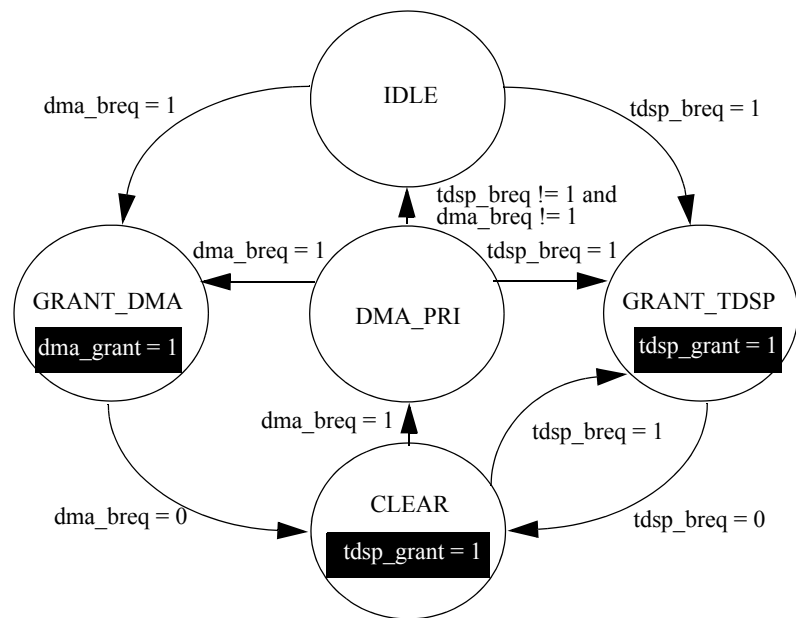 IDLE
dma_breq = 1
tdsp_breq = 1
tdsp_breq != 1 and
dma_breq != 1
dma_breq = 1
tdsp_breq = 1
GRANT_DMA
dma_grant = 1
DMA_PRI
GRANT_TDSP
tdsp_grant = 1
dma_breq = 1
tdsp_breq = 1
CLEAR
tdsp_grant = 1
dma_breq = 0
tdsp_breq = 0